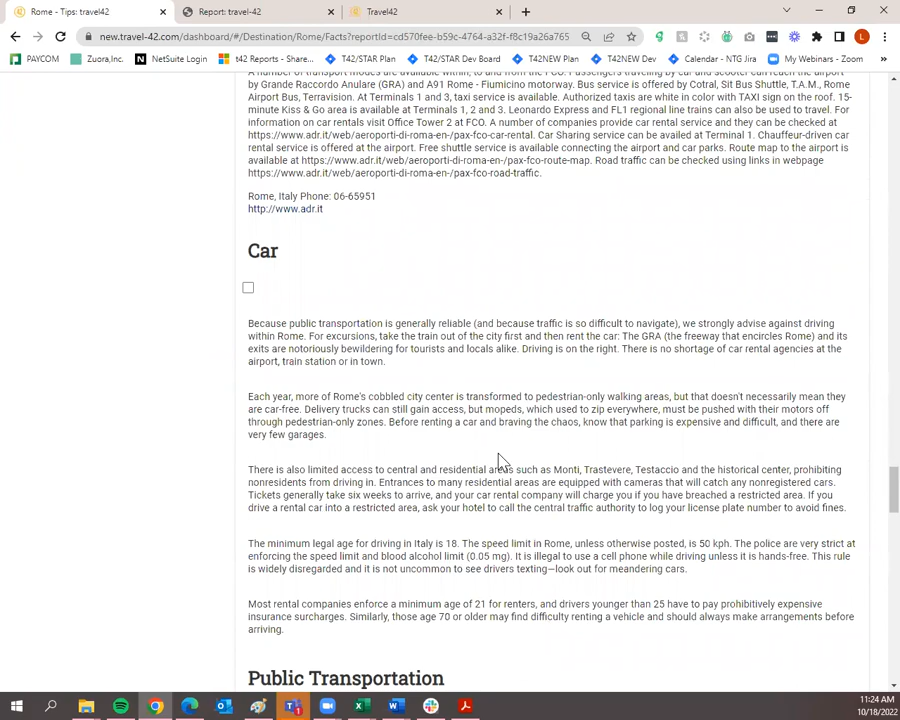 Rome - Tips: travel42
Report: travel-42
Travel42
new.travel-42.com/dashboard/#/Destination/Rome/Facts?reportId=cd570fee-b59c-4764-a32f-f8c19a26a765
PAYCOM
Zuora,Inc.
NetSuite Login
t42 Reports - Share...
T42/STAR Plan
T42/STAR Dev Board
T42NEW Plan
T42NEW Dev
Calendar - NTG Jira
My Webinars - Zoom
A number of transport modes are available within, to and from the FCO. Passengers traveling by car and scooter can reach the airport
by Grande Raccordo Anulare (GRA) and A91 Rome - Fiumicino motorway. Bus service is offered by Cotral, Sit Bus Shuttle, T.A.M., Rome
Airport Bus, Terravision. At Terminals 1 and 3, taxi service is available. Authorized taxis are white in color with TAXI sign on the roof. 15-
minute Kiss & Go area is available at Terminals 1, 2 and 3. Leonardo Express and FL1 regional line trains can also be used to travel. For
information on car rentals visit Office Tower 2 at FCO. A number of companies provide car rental service and they can be checked at
https://www.adr.it/web/aeroporti-di-roma-en-/pax-fco-car-rental. Car Sharing service can be availed at Terminal 1. Chauffeur-driven car
rental service is offered at the airport. Free shuttle service is available connecting the airport and car parks. Route map to the airport is
available at https://www.adr.it/web/aeroporti-di-roma-en-/pax-fco-route-map. Road traffic can be checked using links in webpage
https://www.adr.it/web/aeroporti-di-roma-en-/pax-fco-road-traffic.
Rome, Italy Phone: 06-65951
http://www.adr.it
Car
Because public transportation is generally reliable (and because traffic is so difficult to navigate), we strongly advise against driving
within Rome. For excursions, take the train out of the city first and then rent the car: The GRA (the freeway that encircles Rome) and its
exits are notoriously bewildering for tourists and locals alike. Driving is on the right. There is no shortage of car rental agencies at the
airport, train station or in town.
Each year, more of Rome's cobbled city center is transformed to pedestrian-only walking areas, but that doesn't necessarily mean they
are car-free. Delivery trucks can still gain access, but mopeds, which used to zip everywhere, must be pushed with their motors off
through pedestrian-only zones. Before renting a car and braving the chaos, know that parking is expensive and difficult, and there are
very few garages.
There is also limited access to central and residential areas such as Monti, Trastevere, Testaccio and the historical center, prohibiting
nonresidents from driving in. Entrances to many residential areas are equipped with cameras that will catch any nonregistered cars.
Tickets generally take six weeks to arrive, and your car rental company will charge you if you have breached a restricted area. If you
drive a rental car into a restricted area, ask your hotel to call the central traffic authority to log your license plate number to avoid fines.
The minimum legal age for driving in Italy is 18. The speed limit in Rome, unless otherwise posted, is 50 kph. The police are very strict at
enforcing the speed limit and blood alcohol limit (0.05 mg). It is illegal to use a cell phone while driving unless it is hands-free. This rule
is widely disregarded and it is not uncommon to see drivers texting—look out for meandering cars.
Most rental companies enforce a minimum age of 21 for renters, and drivers younger than 25 have to pay prohibitively expensive
insurance surcharges. Similarly, those age 70 or older may find difficulty renting a vehicle and should always make arrangements before
arriving.
Public Transportation
11:24 AM
10/18/2022